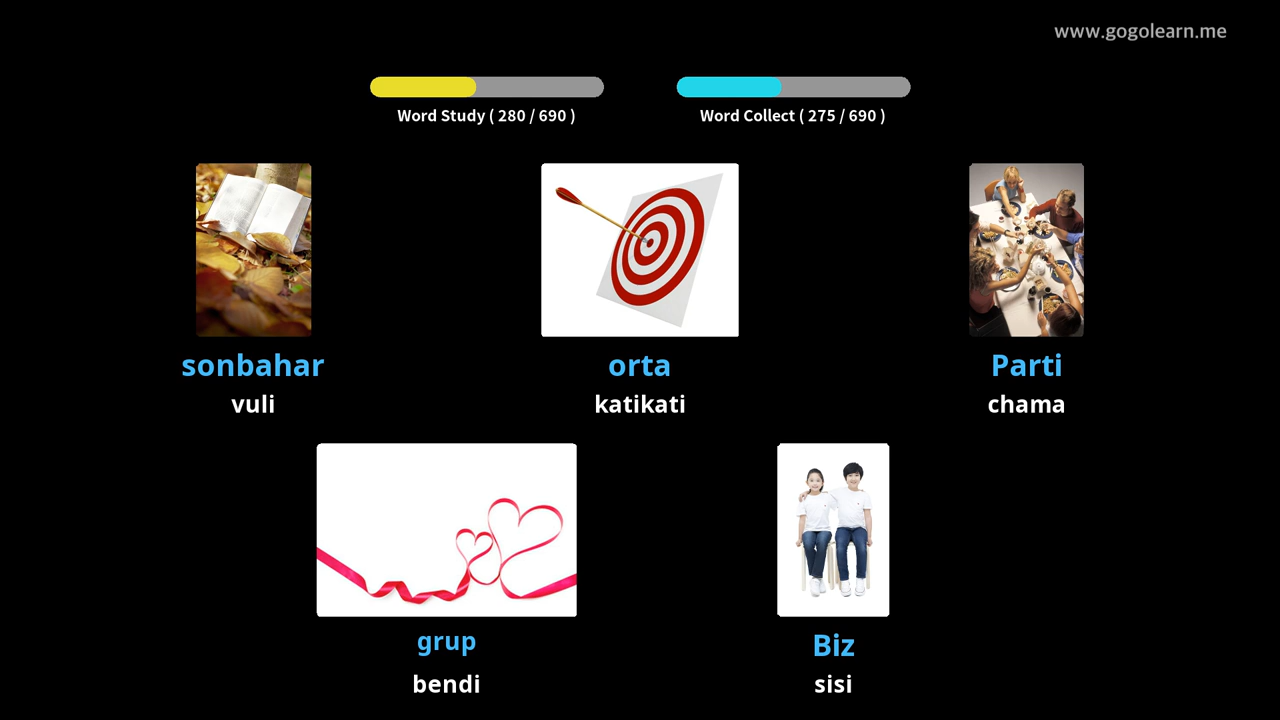 www.gogolearn.me
Word Study ( 280 / 690 )
Word Collect ( 275 / 690 )
sonbahar
vuli
orta
katikati
Parti
chama
grup
bendi
Biz
sisi